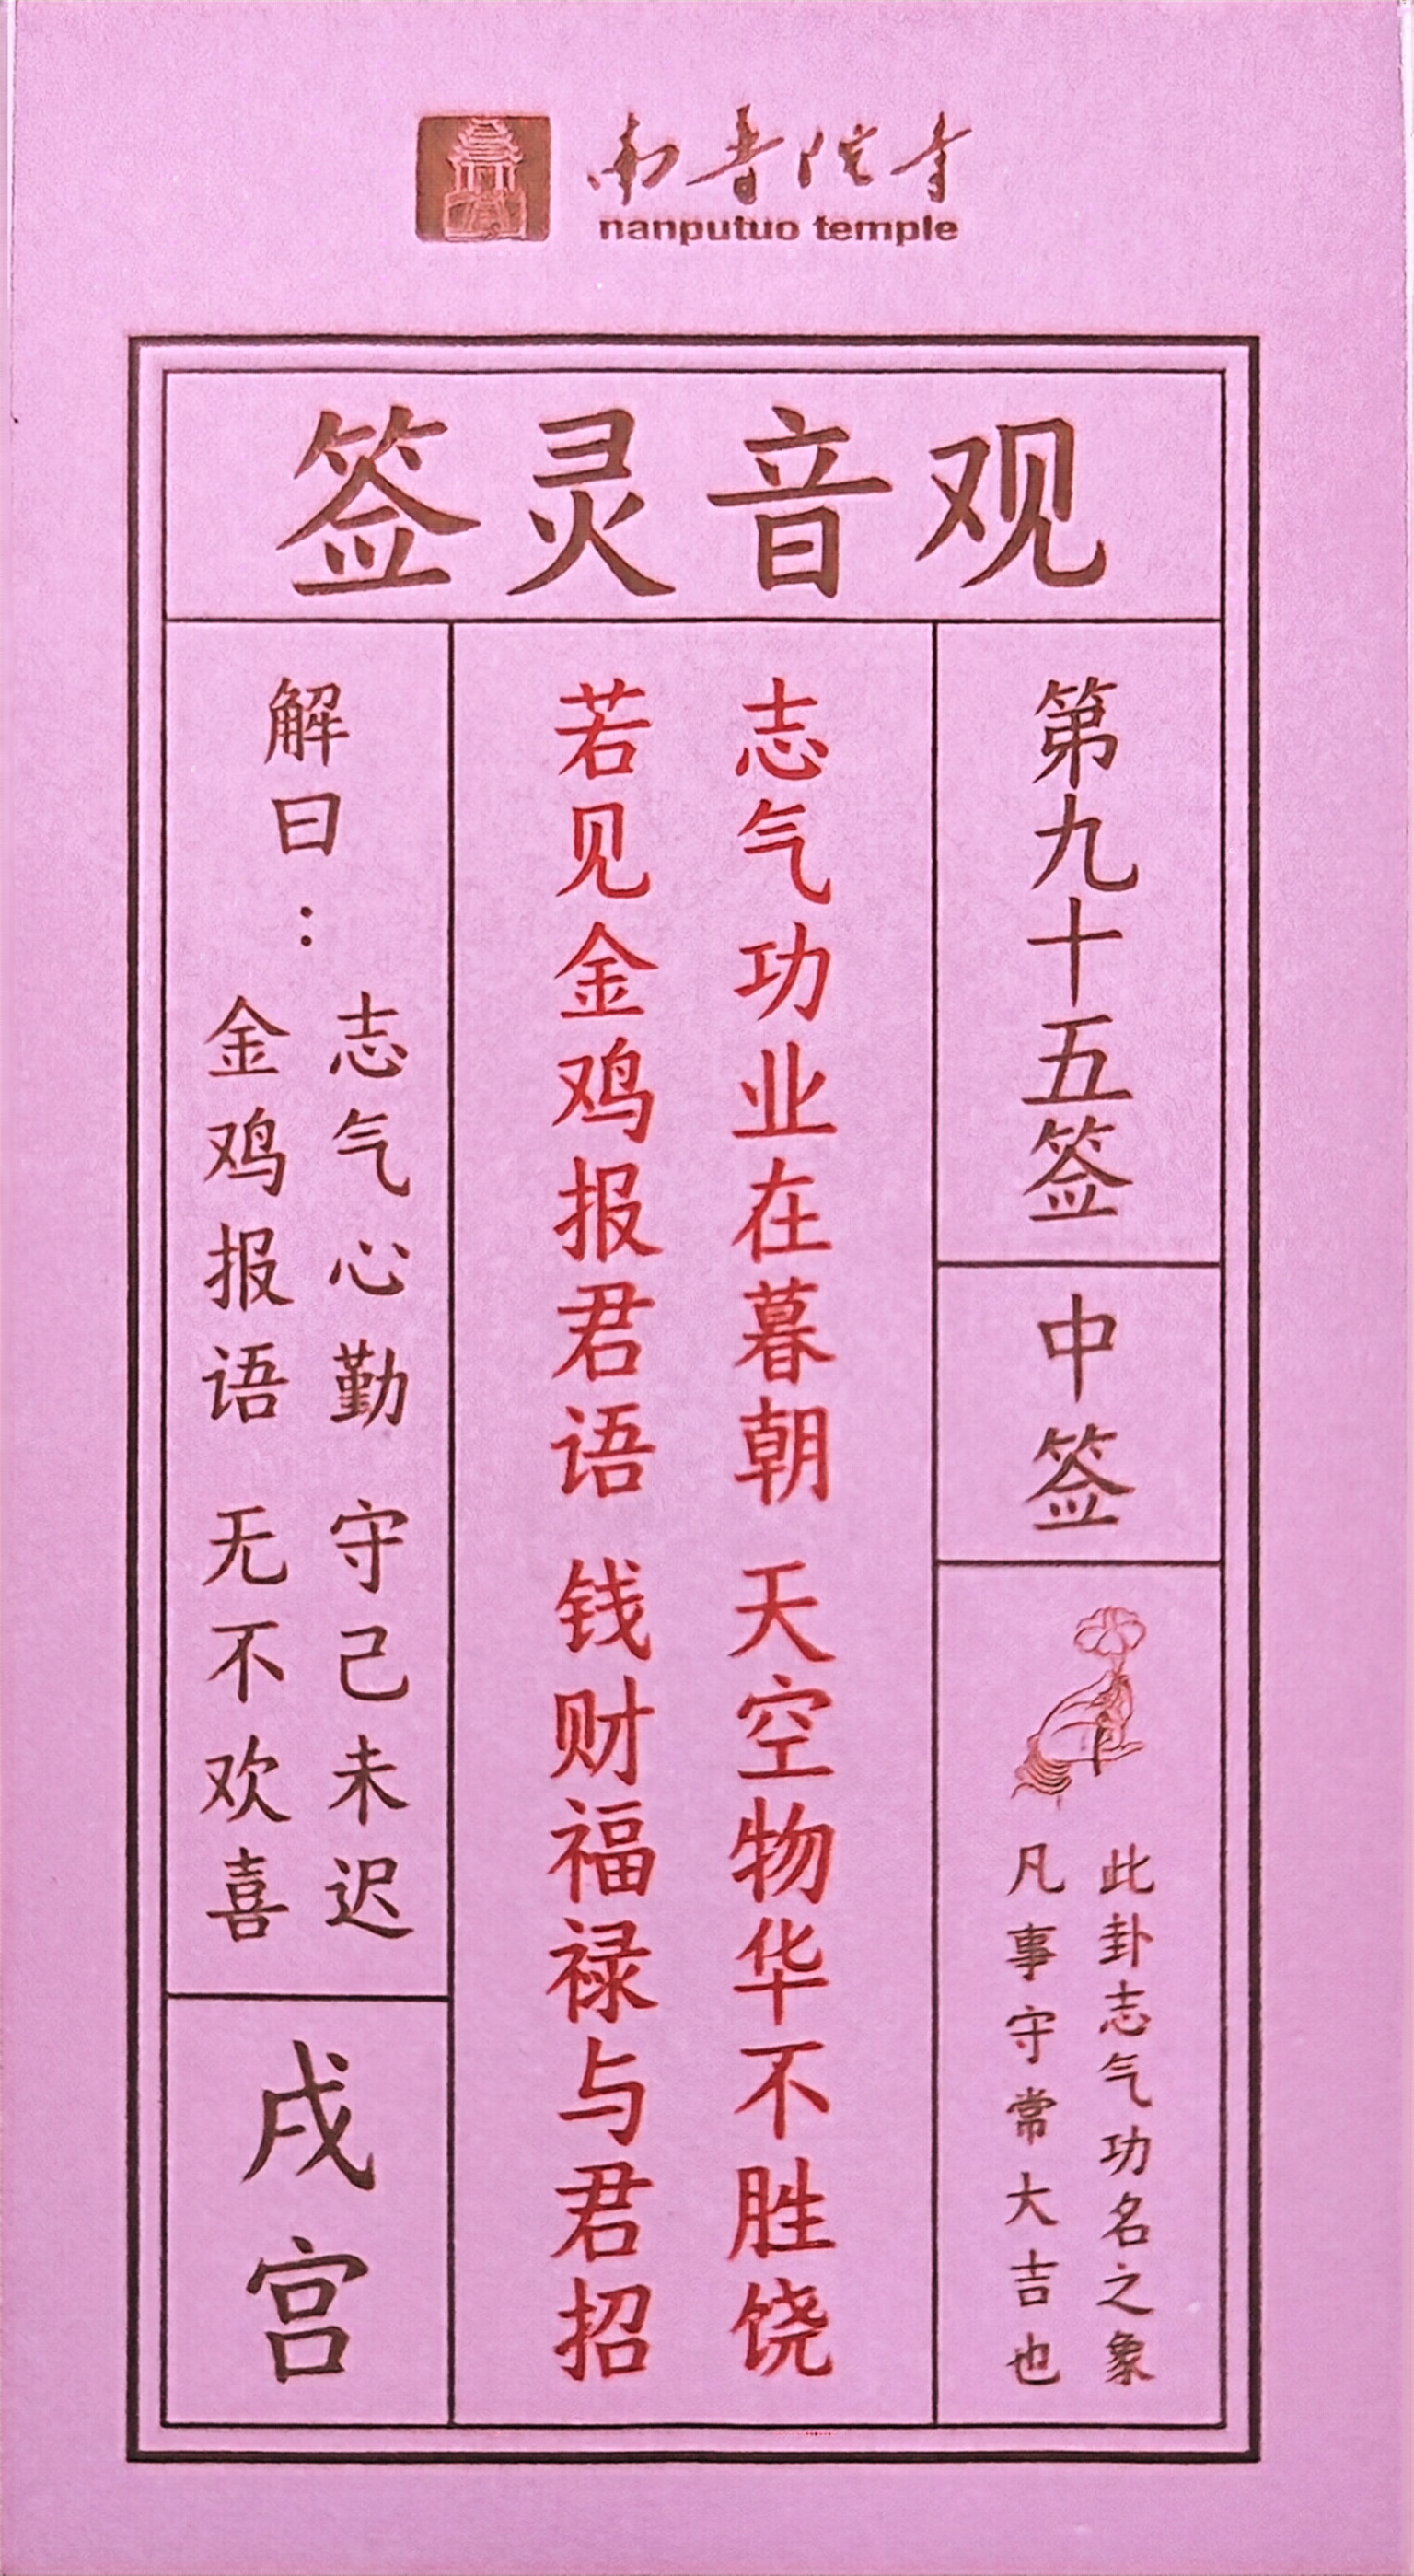 南普陀寺
nanputuo temple
观音灵签
第九十五签
中签
此卦志气功名之象
凡事守常大吉也
志气功业在暮朝 天空物华不胜饶
若见金鸡报君语 钱财福禄与君招
解曰：
志气心勤 守己未迟
金鸡报语 无不欢喜
戌宫